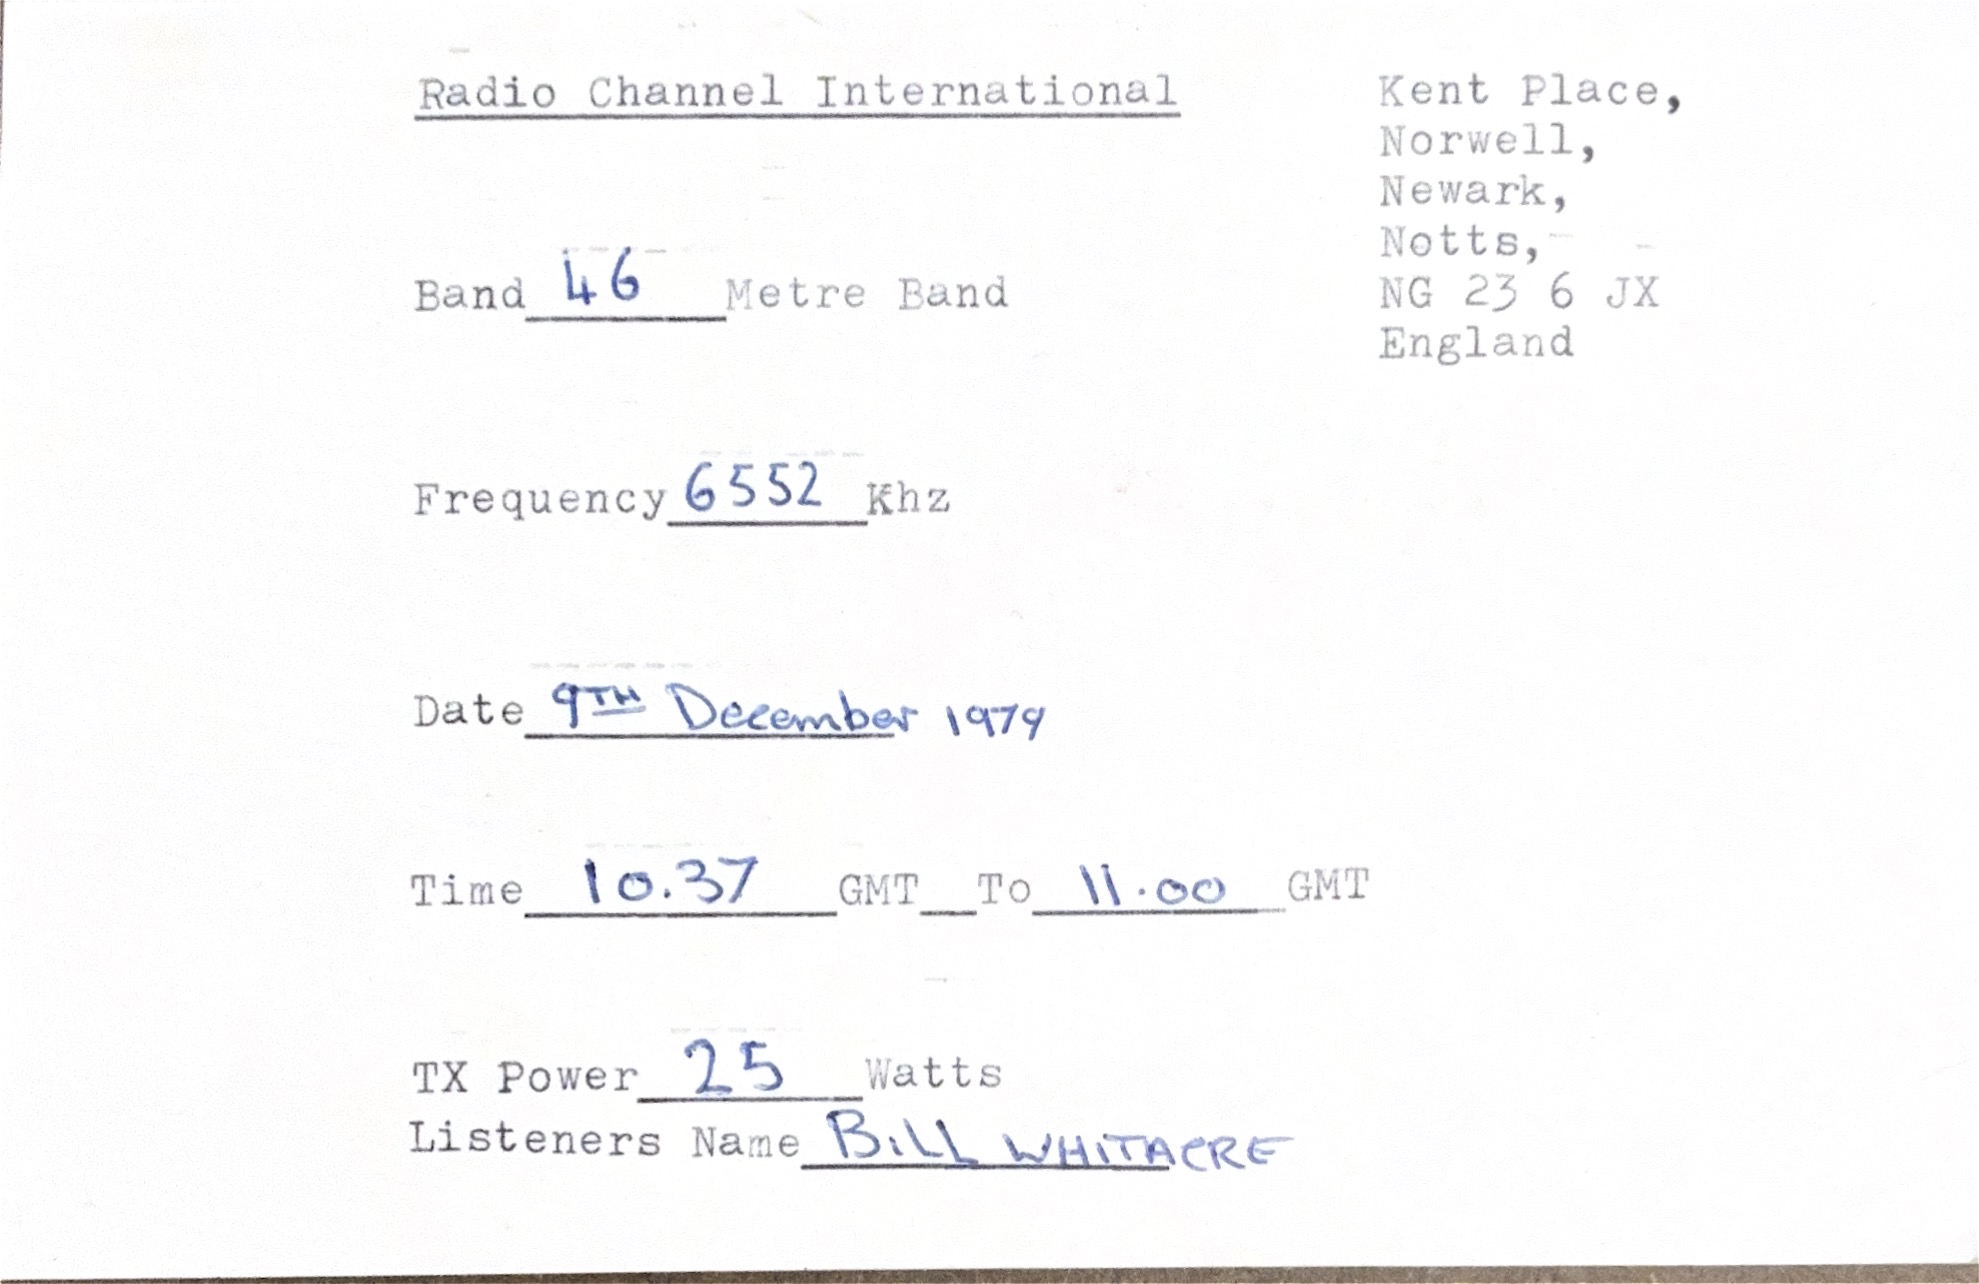 Radio Channel International
Kent Place,
Norwell,
Newark,
Notts,
NG 23 6 JX
England
Band 46 Metre Band
Frequency 6552 Khz
Date 9TH December 1979
Time 10.37 GMT To 11.00 GMT
TX Power 25 Watts
Listeners Name BiLL WHiTACRE